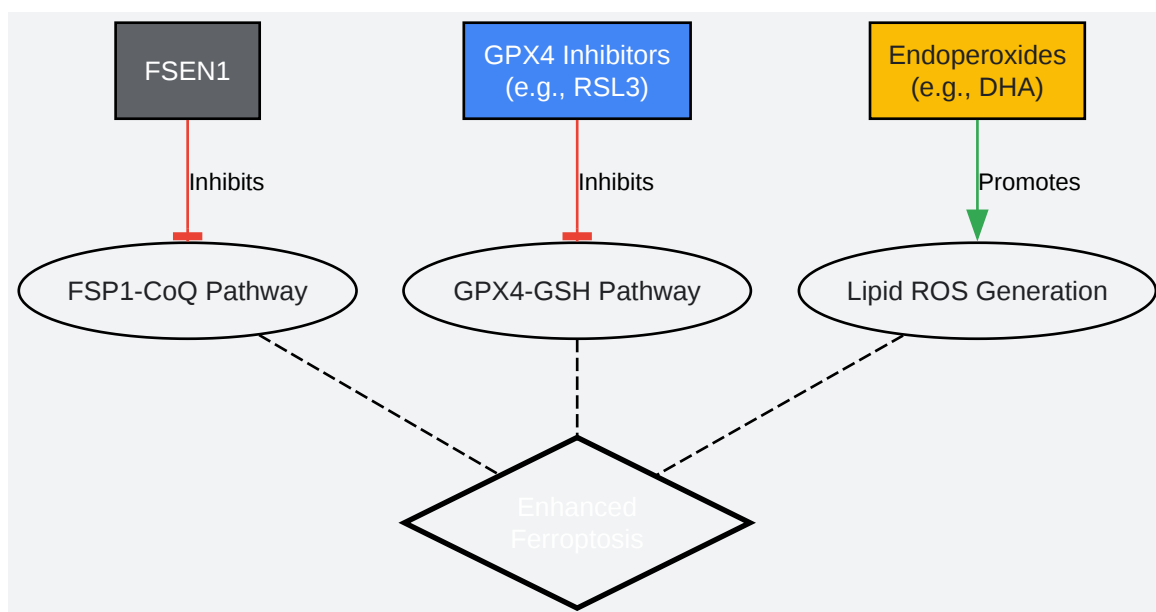 FSEN1
GPX4 Inhibitors
(e.g., RSL3)
Endoperoxides
(e.g., DHA)
Inhibits
Inhibits
Promotes
FSP1-CoQ Pathway
GPX4-GSH Pathway
Lipid ROS Generation
Enhanced
Ferroptosis